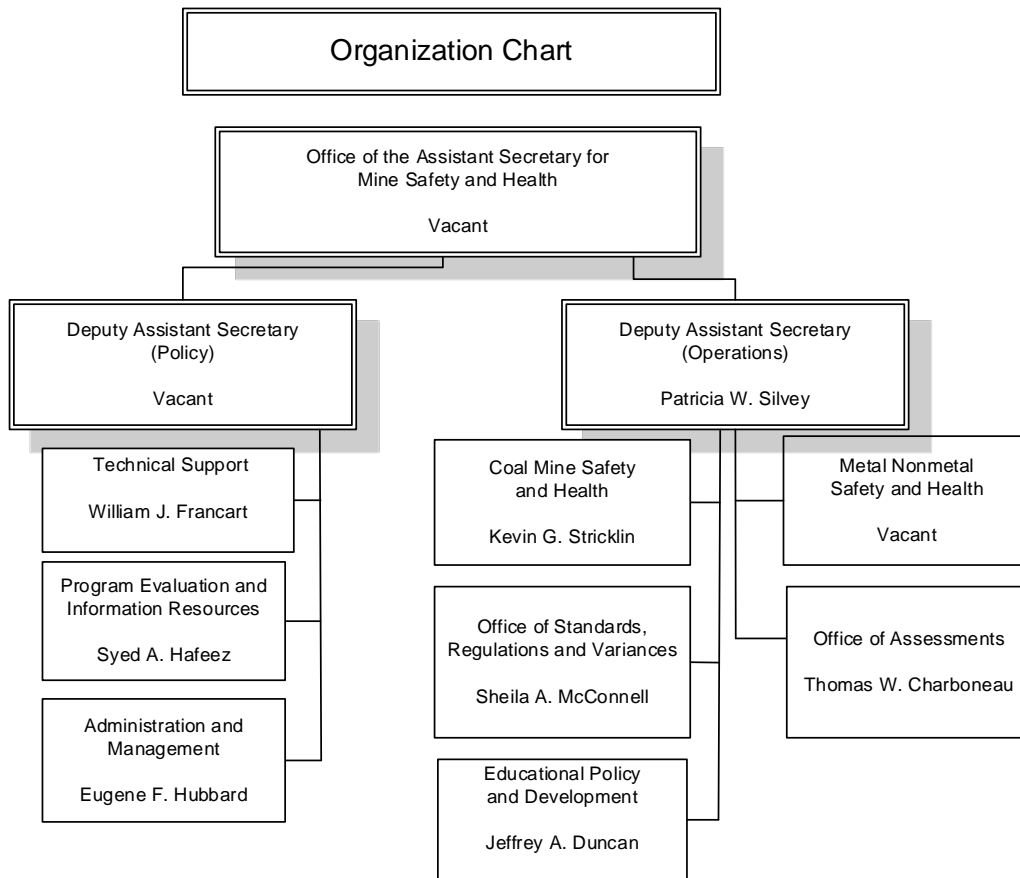 Organization Chart
Office of the Assistant Secretary for
Mine Safety and Health
Vacant
Deputy Assistant Secretary
(Policy)
Vacant
Deputy Assistant Secretary
(Operations)
Patricia W. Silvey
Technical Support
William J. Francart
Program Evaluation and
Information Resources
Syed A. Hafeez
Administration and
Management
Eugene F. Hubbard
Coal Mine Safety
and Health
Kevin G. Stricklin
Metal Nonmetal
Safety and Health
Vacant
Office of Standards,
Regulations and Variances
Sheila A. McConnell
Office of Assessments
Thomas W. Charboneau
Educational Policy
and Development
Jeffrey A. Duncan